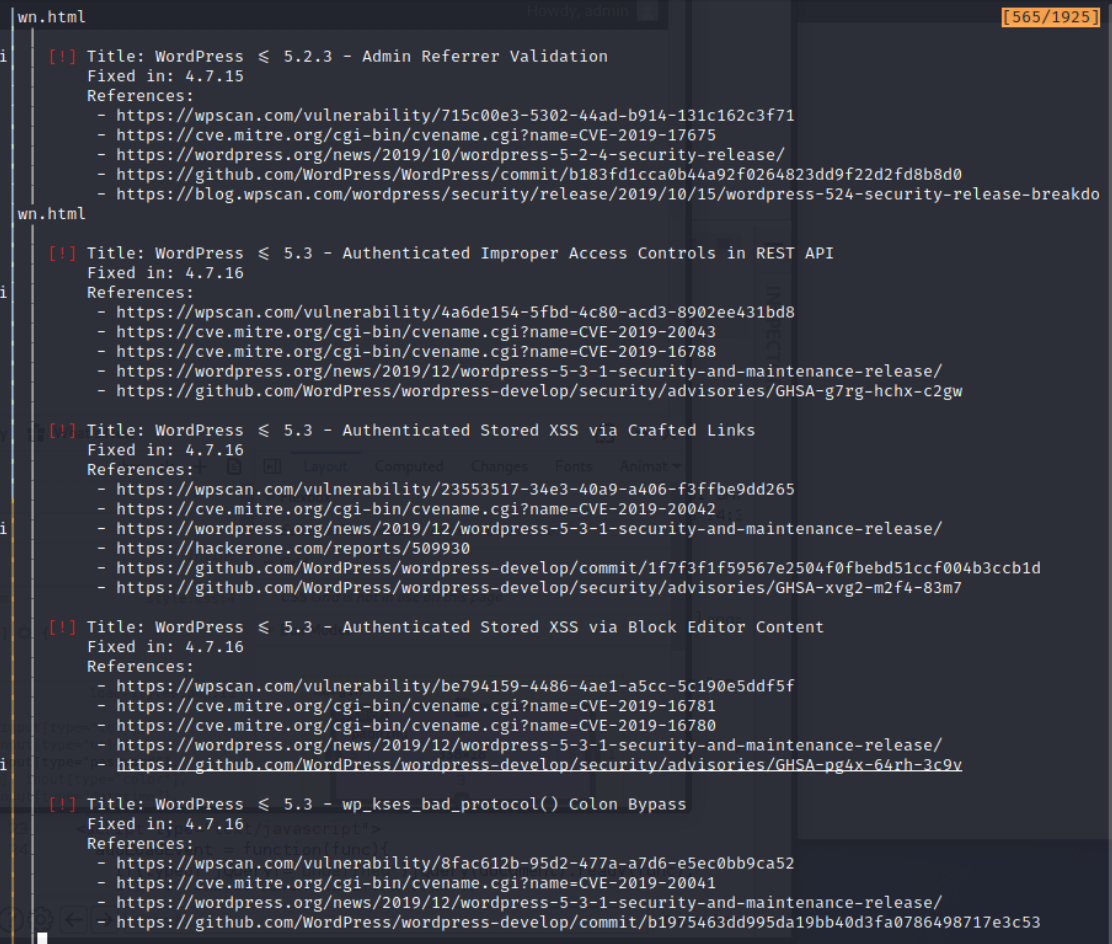 Howdy, admin
wn.html [565/1925]
i [!] Title: WordPress ≤ 5.2.3 - Admin Referrer Validation
Fixed in: 4.7.15
References:
- https://wpscan.com/vulnerability/715c00e3-5302-44ad-b914-131c162c3f71
- https://cve.mitre.org/cgi-bin/cvename.cgi?name=CVE-2019-17675
- https://wordpress.org/news/2019/10/wordpress-5-2-4-security-release/
- https://github.com/WordPress/WordPress/commit/b183fd1cca0b44a92f0264823dd9f22d2fd8b8d0
- https://blog.wpscan.com/wordpress/security/release/2019/10/15/wordpress-524-security-release-breakdo
wn.html
[!] Title: WordPress ≤ 5.3 - Authenticated Improper Access Controls in REST API
Fixed in: 4.7.16
i References:
- https://wpscan.com/vulnerability/4a6de154-5fbd-4c80-acd3-8902ee431bd8
- https://cve.mitre.org/cgi-bin/cvename.cgi?name=CVE-2019-20043
- https://cve.mitre.org/cgi-bin/cvename.cgi?name=CVE-2019-16788
- https://wordpress.org/news/2019/12/wordpress-5-3-1-security-and-maintenance-release/
- https://github.com/WordPress/wordpress-develop/security/advisories/GHSA-g7rg-hchx-c2gw
[!] Title: WordPress ≤ 5.3 - Authenticated Stored XSS via Crafted Links
Fixed in: 4.7.16
References:
Layout Computed Changes Fonts Animat
- https://wpscan.com/vulnerability/23553517-34e3-40a9-a406-f3ffbe9dd265
- https://cve.mitre.org/cgi-bin/cvename.cgi?name=CVE-2019-20042
i - https://wordpress.org/news/2019/12/wordpress-5-3-1-security-and-maintenance-release/
- https://hackerone.com/reports/509930
- https://github.com/WordPress/wordpress-develop/commit/1f7f3f1f59567e2504f0fbebd51ccf004b3ccb1d
- https://github.com/WordPress/wordpress-develop/security/advisories/GHSA-xvg2-m2f4-83m7
[!] Title: WordPress ≤ 5.3 - Authenticated Stored XSS via Block Editor Content
Fixed in: 4.7.16
References:
- https://wpscan.com/vulnerability/be794159-4486-4ae1-a5cc-5c190e5ddf5f
- https://cve.mitre.org/cgi-bin/cvename.cgi?name=CVE-2019-16781
- https://cve.mitre.org/cgi-bin/cvename.cgi?name=CVE-2019-16780
- https://wordpress.org/news/2019/12/wordpress-5-3-1-security-and-maintenance-release/
i - https://github.com/WordPress/wordpress-develop/security/advisories/GHSA-pg4x-64rh-3c9v
[!] Title: WordPress ≤ 5.3 - wp_kses_bad_protocol() Colon Bypass
Fixed in: 4.7.16
References:
- https://wpscan.com/vulnerability/8fac612b-95d2-477a-a7d6-e5ec0bb9ca52
- https://cve.mitre.org/cgi-bin/cvename.cgi?name=CVE-2019-20041
- https://wordpress.org/news/2019/12/wordpress-5-3-1-security-and-maintenance-release/
- https://github.com/WordPress/wordpress-develop/commit/b1975463dd995da19bb40d3fa0786498717e3c53